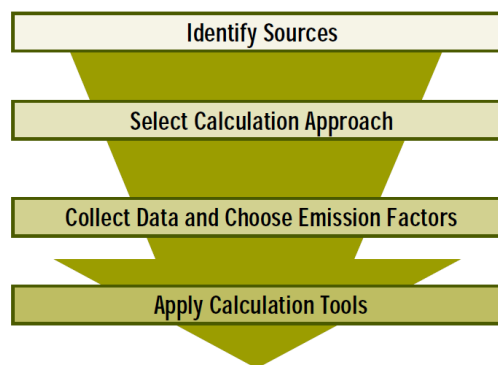 Identify Sources
Select Calculation Approach
Collect Data and Choose Emission Factors
Apply Calculation Tools